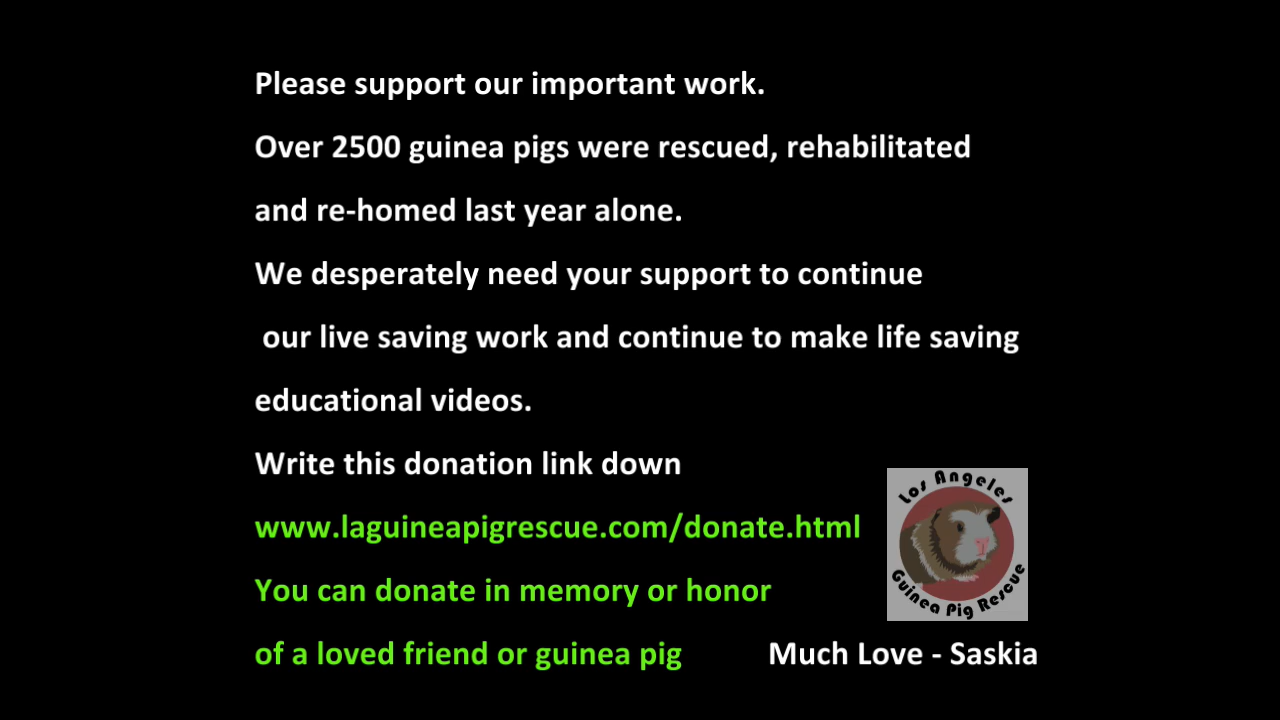 Please support our important work.
Over 2500 guinea pigs were rescued, rehabilitated
and re-homed last year alone.
We desperately need your support to continue
our live saving work and continue to make life saving
educational videos.
Write this donation link down
www.laguineapigrescue.com/donate.html
Los Angeles
Guinea Pig Rescue
You can donate in memory or honor
of a loved friend or guinea pig
Much Love - Saskia